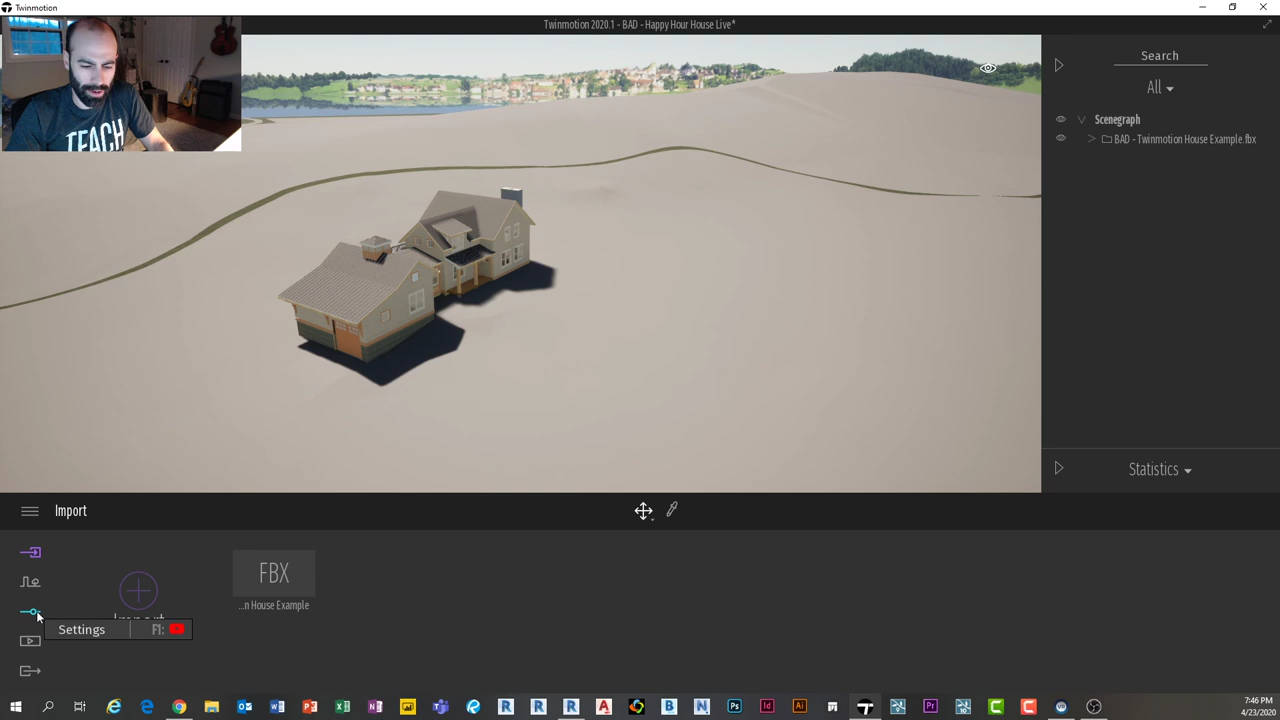 Twinmotion
Twinmotion 2020.1 - BAD - Happy Hour House Live*
TEACH
Search
All
Scenegraph
BAD - Twinmotion House Example.fbx
Statistics
Import
FBX
Import
...n House Example
Settings
F1:
7:46 PM
4/23/2020